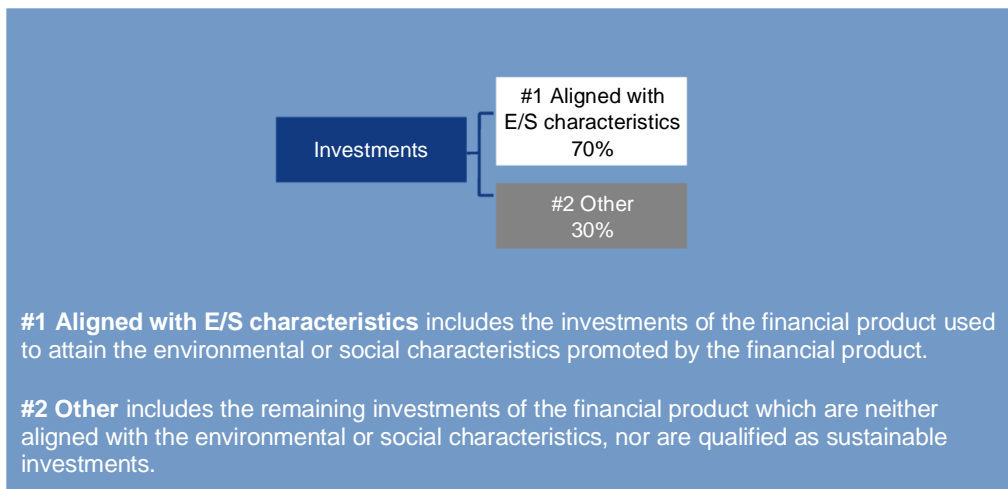 #1 Aligned with
E/S characteristics
70%
Investments
#2 Other
30%
#1 Aligned with E/S characteristics includes the investments of the financial product used
to attain the environmental or social characteristics promoted by the financial product.
#2 Other includes the remaining investments of the financial product which are neither
aligned with the environmental or social characteristics, nor are qualified as sustainable
investments.